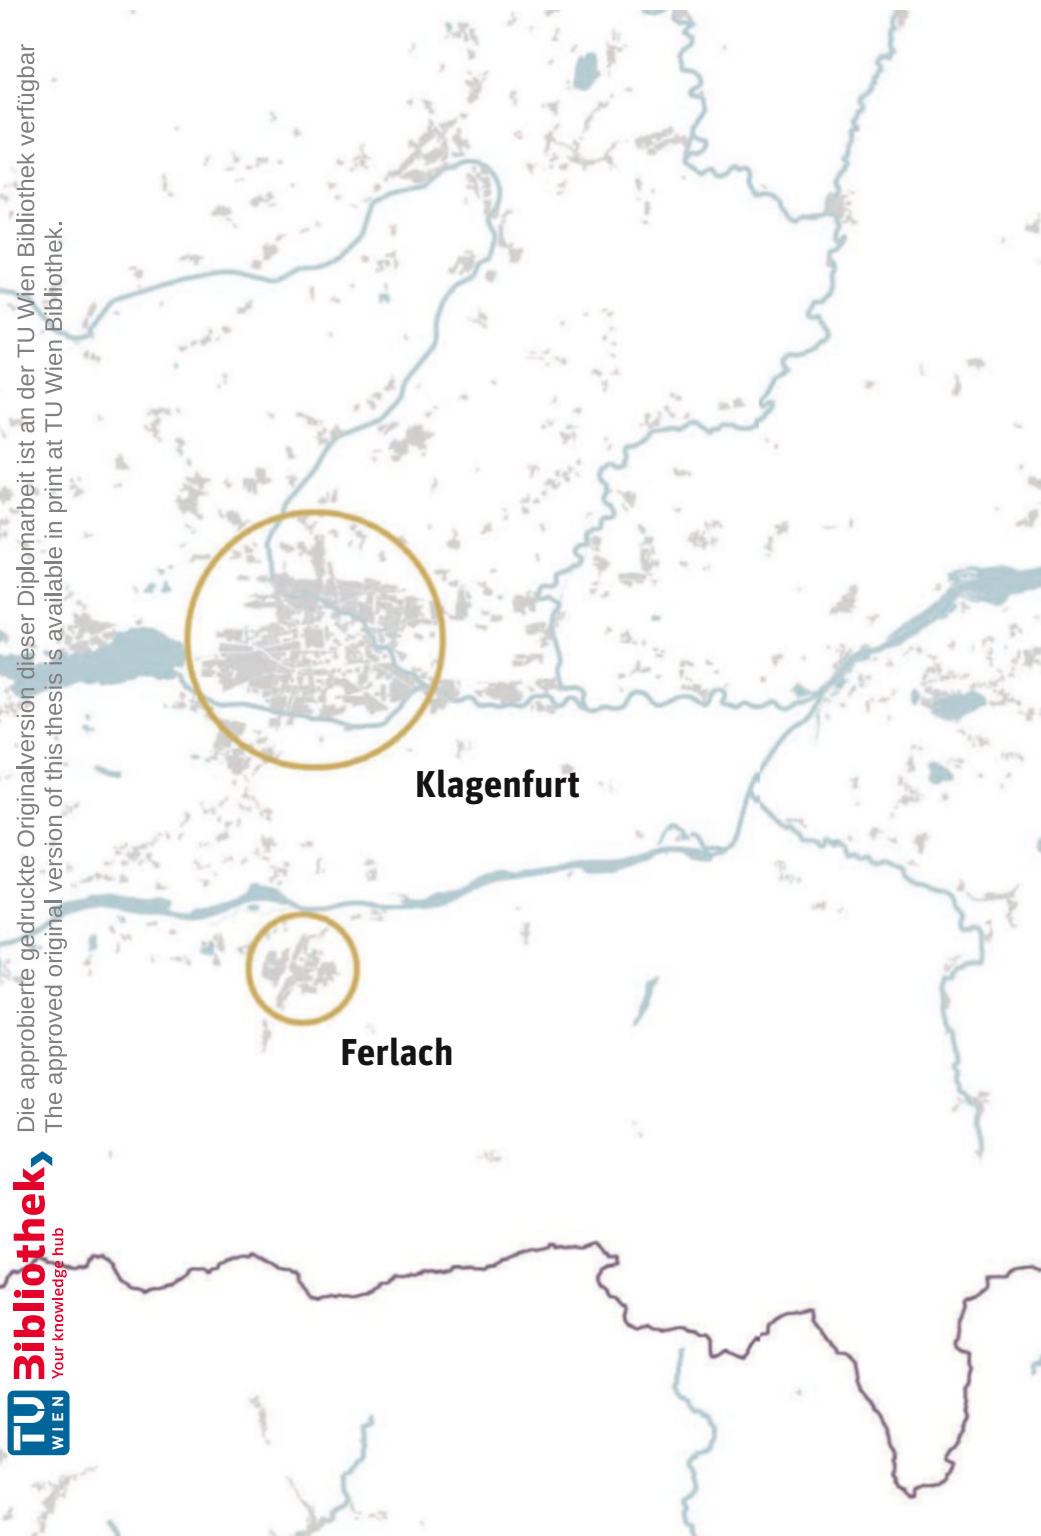 Klagenfurt
Ferlach
Die approbierte gedruckte Originalversion dieser Diplomarbeit ist an der TU Wien Bibliothek verfügbar
The approved original version of this thesis is available in print at TU Wien Bibliothek.
Bibliothek
Your knowledge hub
TU
WIEN